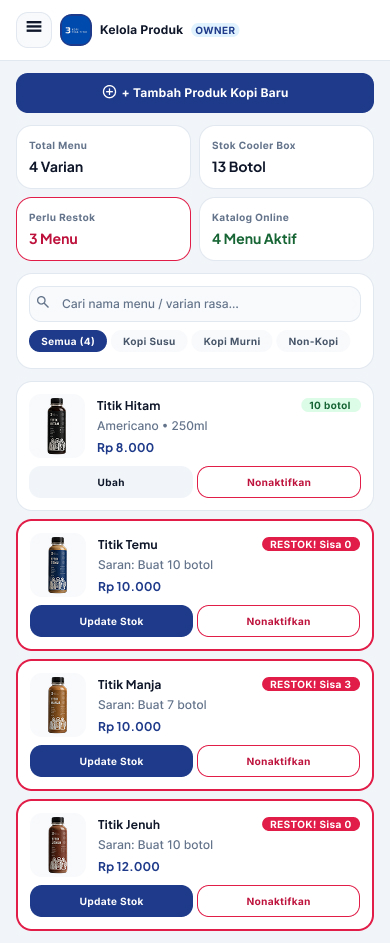 Kelola Produk OWNER
+ Tambah Produk Kopi Baru
Total Menu
4 Varian
Stok Cooler Box
13 Botol
Perlu Restok
3 Menu
Katalog Online
4 Menu Aktif
Cari nama menu / varian rasa...
Semua (4) Kopi Susu Kopi Murni Non-Kopi
Titik Hitam 10 botol
Americano • 250ml
Rp 8.000
Ubah Nonaktifkan
Titik Temu RESTOK! Sisa 0
Saran: Buat 10 botol
Rp 10.000
Update Stok Nonaktifkan
Titik Manja RESTOK! Sisa 3
Saran: Buat 7 botol
Rp 10.000
Update Stok Nonaktifkan
Titik Jenuh RESTOK! Sisa 0
Saran: Buat 10 botol
Rp 12.000
Update Stok Nonaktifkan